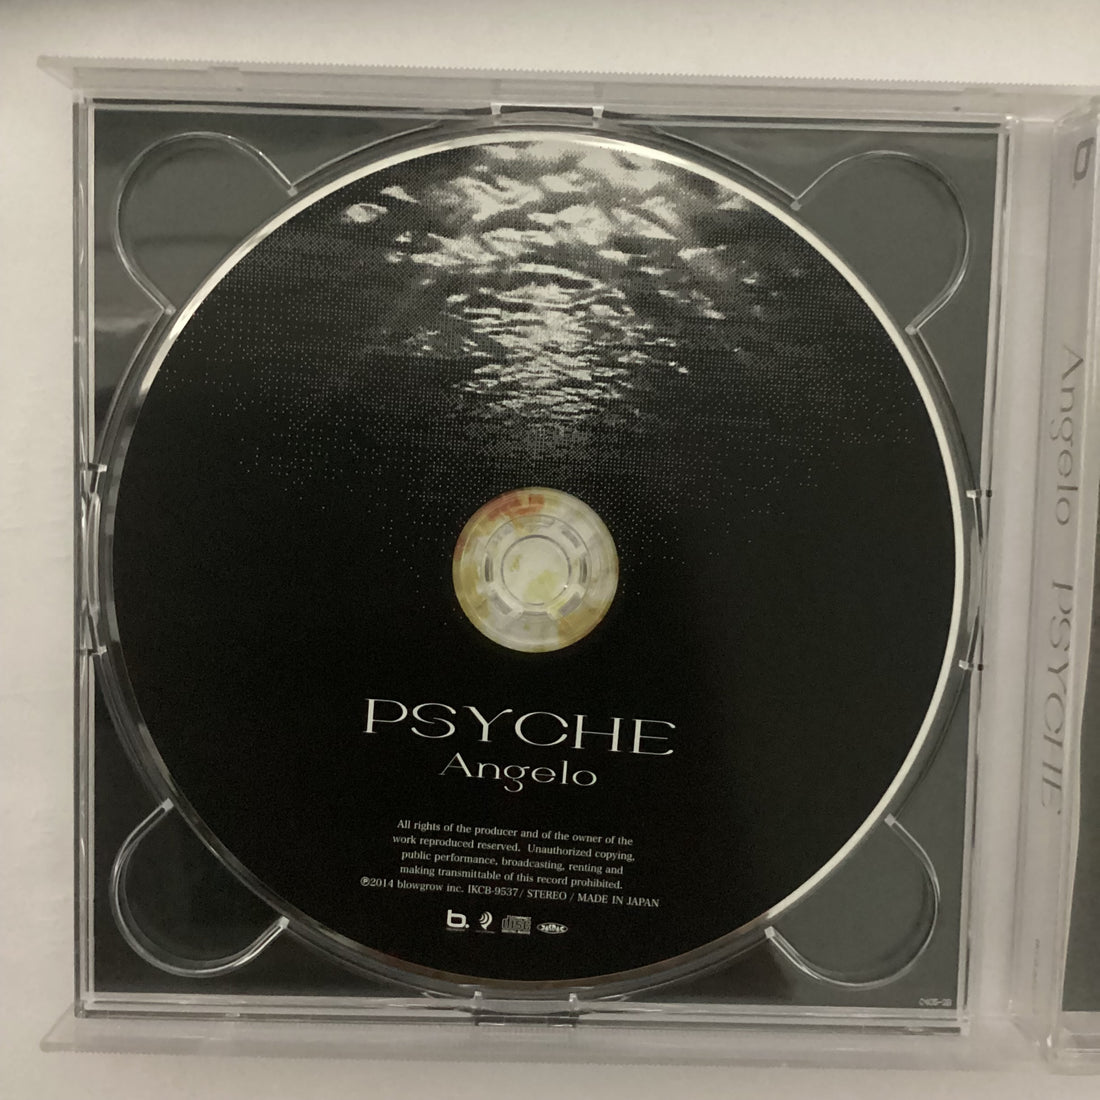 PSYCHE
Angelo
All rights of the producer and of the owner of the
work reproduced reserved. Unauthorized copying,
public performance, broadcasting, renting and
making transmittable of this record prohibited.
℗2014 blowgrow inc. IKCB-9537 / STEREO / MADE IN JAPAN
b.
b.
Angelo PSYCHE